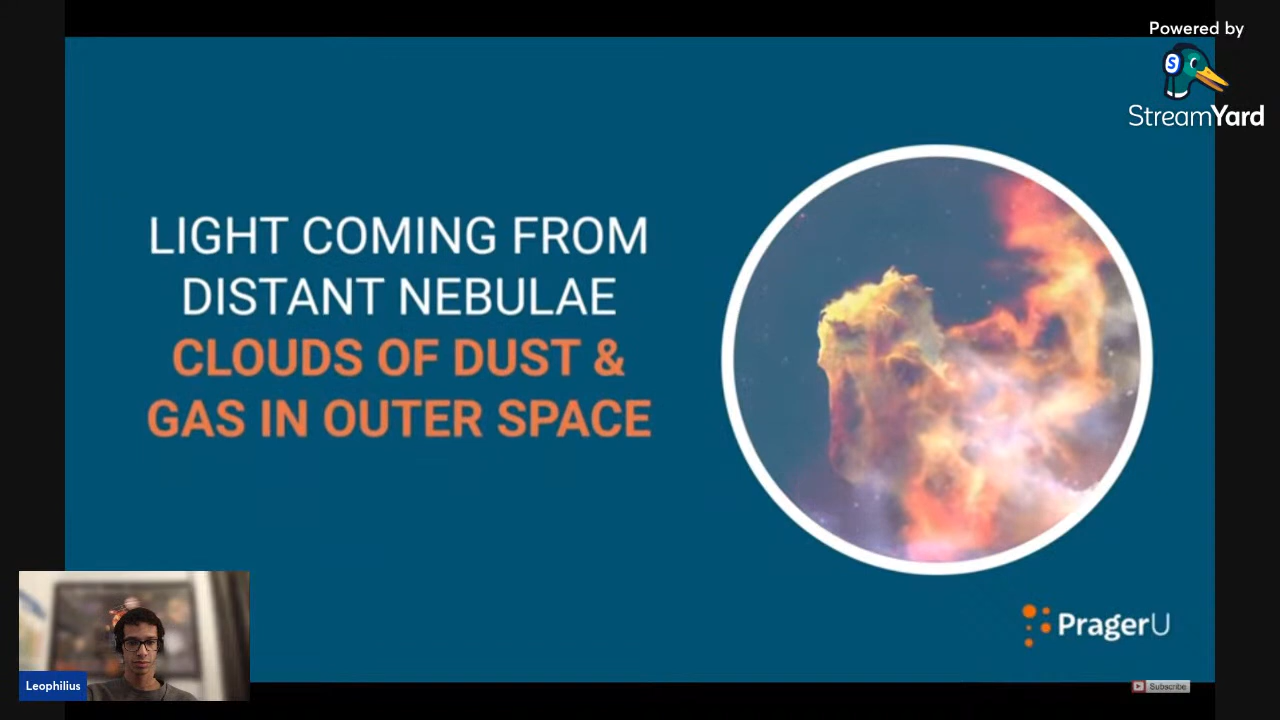 Powered by
StreamYard
LIGHT COMING FROM
DISTANT NEBULAE
CLOUDS OF DUST &
GAS IN OUTER SPACE
PragerU
Leophilius
Subscribe